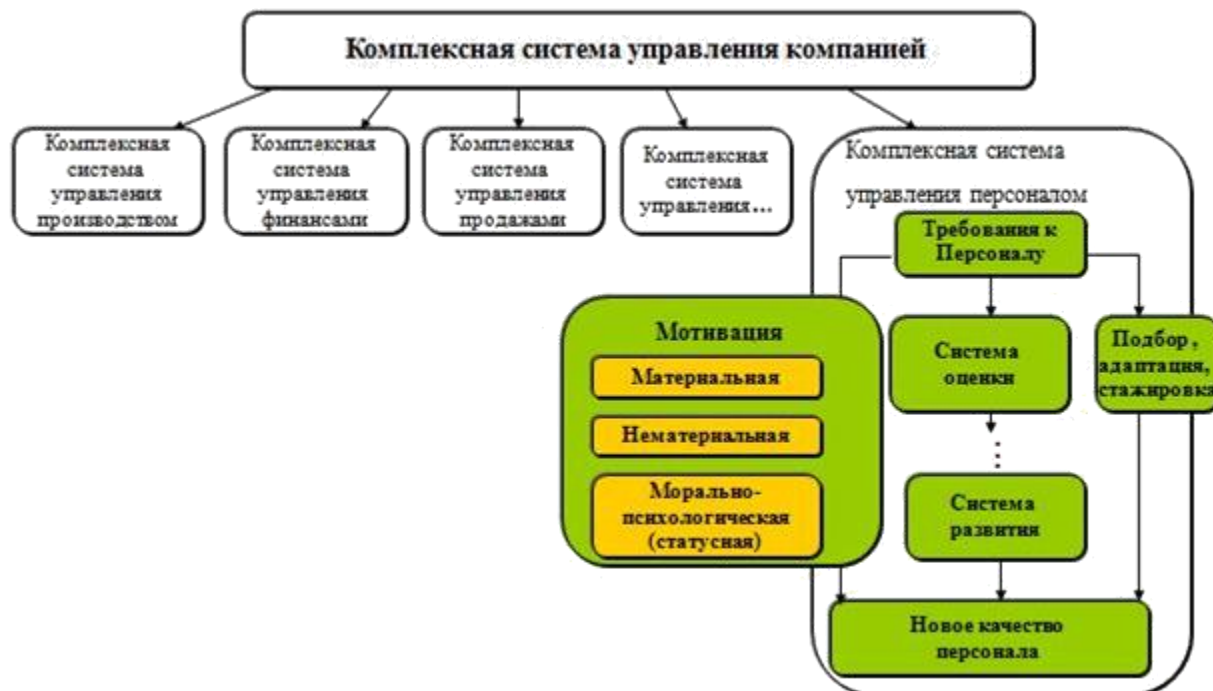 Комплексная система управления компанией
Комплексная
система
управления
производством
Комплексная
система
управления
финансами
Комплексная
система
управления
продажами
Комплексная
система
управления...
Комплексная система
управления персоналом
Требования к
Персоналу
Мотивация
Материальная
Нематериальная
Морально-
психологическая
(статусная)
Система
оценки
⋮
Система
развития
Подбор ,
адаптация,
стажировка
Новое качество
персонала